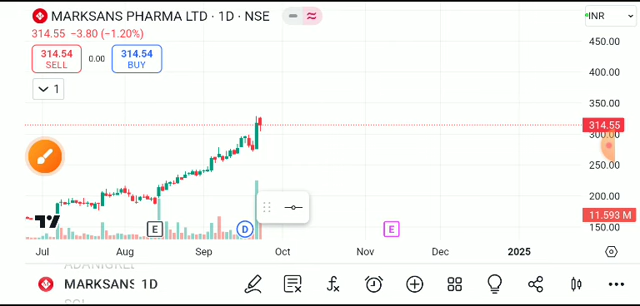 MARKSANS PHARMA LTD · 1D · NSE
INR
314.55 −3.80 (−1.20%)
314.54
SELL
0.00
314.54
BUY
1
450.00
400.00
350.00
314.55
300.00
250.00
200.00
11.593 M
150.00
E
D
E
Jul
Aug
Sep
Oct
Nov
Dec
2025
MARKSANS 1D